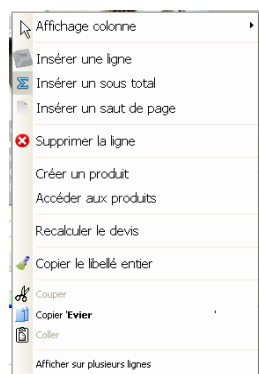 Affichage colonne
Insérer une ligne
Insérer un sous total
Insérer un saut de page
Supprimer la ligne
Créer un produit
Accéder aux produits
Recalculer le devis
Copier le libellé entier
Couper
Copier 'Evier '
Coller
Afficher sur plusieurs lignes